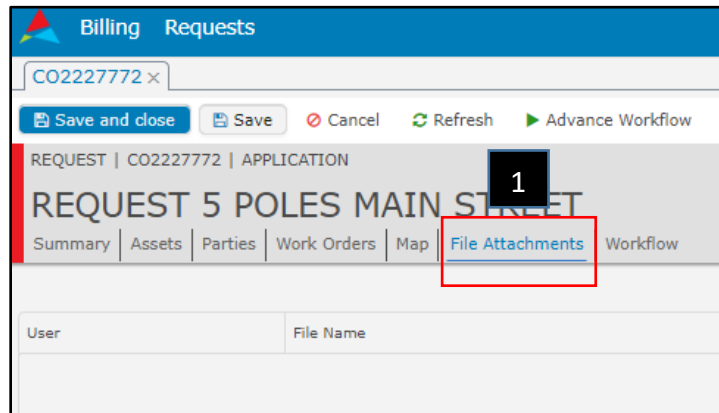 Billing Requests
CO2227772 ×
Save and close Save Cancel Refresh Advance Workflow
REQUEST | CO2227772 | APPLICATION
1
REQUEST 5 POLES MAIN STREET
Summary Assets Parties Work Orders Map File Attachments Workflow
User File Name